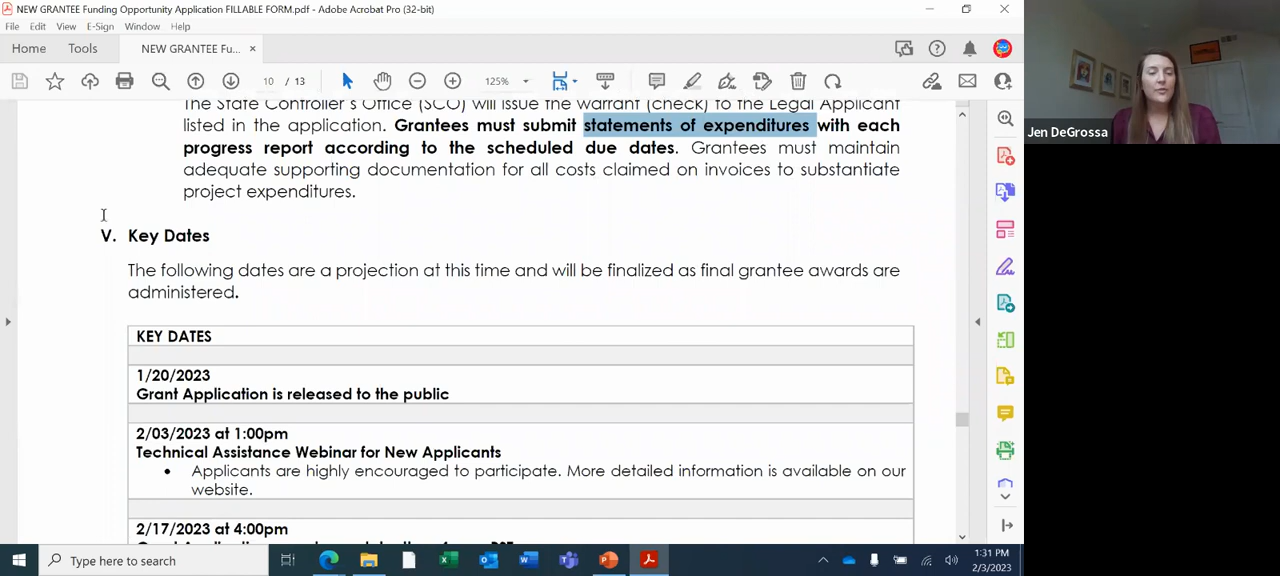 NEW GRANTEE Funding Opportunity Application FILLABLE FORM.pdf - Adobe Acrobat Pro (32-bit)
File Edit View E-Sign Window Help
Home Tools NEW GRANTEE Fu... ×
10 / 13 125%
The State Controller's Office (SCO) will issue the warrant (check) to the Legal Applicant
listed in the application. Grantees must submit statements of expenditures with each
progress report according to the scheduled due dates. Grantees must maintain
adequate supporting documentation for all costs claimed on invoices to substantiate
project expenditures.
V. Key Dates
The following dates are a projection at this time and will be finalized as final grantee awards are
administered.
KEY DATES
1/20/2023
Grant Application is released to the public
2/03/2023 at 1:00pm
Technical Assistance Webinar for New Applicants
• Applicants are highly encouraged to participate. More detailed information is available on our
website.
2/17/2023 at 4:00pm
Jen DeGrossa
Type here to search
1:31 PM
2/3/2023